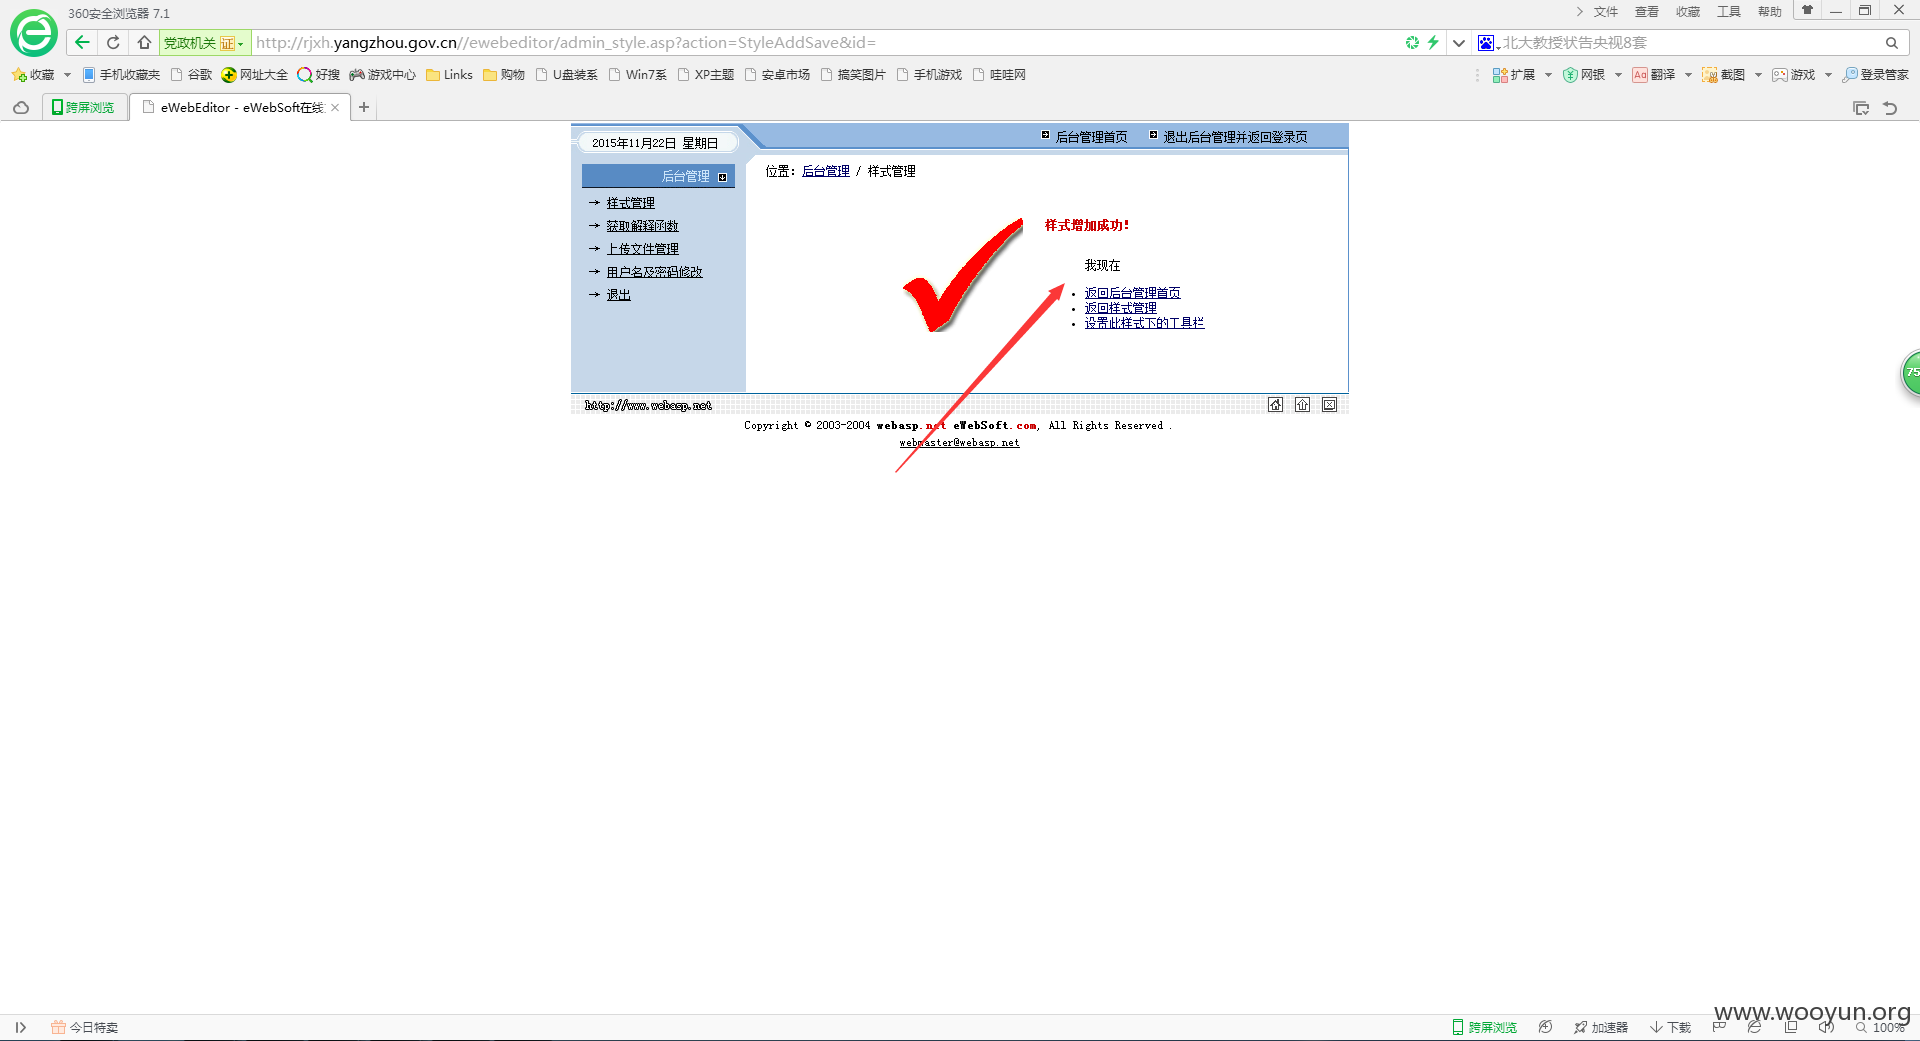 360安全浏览器 7.1
文件 查看 收藏 工具 帮助
党政机关 证 http://rjxh.yangzhou.gov.cn//ewebeditor/admin_style.asp?action=StyleAddSave&id= 北大教授状告央视8套
收藏 手机收藏夹 谷歌 网址大全 好搜 游戏中心 Links 购物 U盘装系 Win7系 XP主题 安卓市场 搞笑图片 手机游戏 哇哇网 扩展 网银 Aa 翻译 截图 游戏 登录管家
跨屏浏览 eWebEditor - eWebSoft在线
2015年11月22日 星期日 后台管理首页 退出后台管理并返回登录页
后台管理
样式管理
获取解释函数
上传文件管理
用户名及密码修改
退出
位置：后台管理 / 样式管理
样式增加成功！
我现在
返回后台管理首页
返回样式管理
设置此样式下的工具栏
75
http://www.webasp.net
Copyright © 2003-2004 webasp.net eWebSoft.com, All Rights Reserved .
webmaster@webasp.net
www.wooyun.org
今日特卖 跨屏浏览 加速器 下载 100%